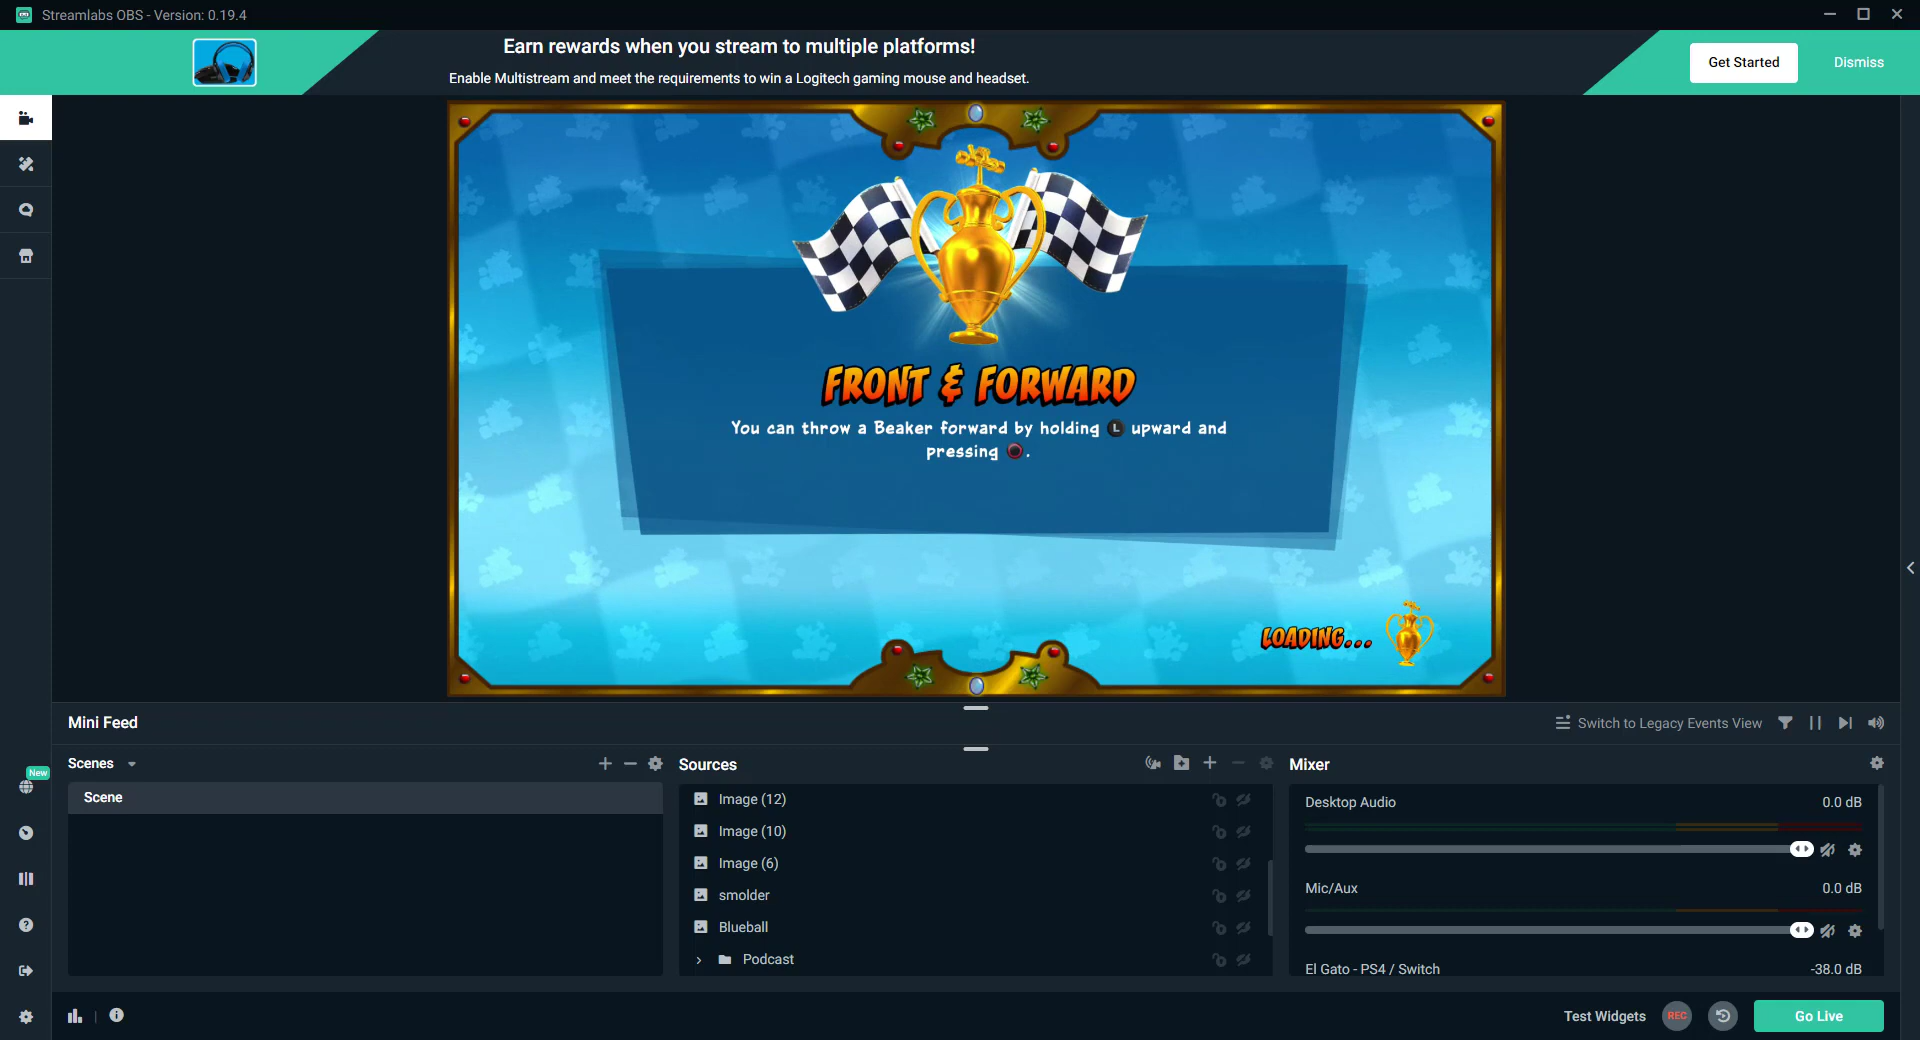 Streamlabs OBS - Version: 0.19.4
Earn rewards when you stream to multiple platforms!
Enable Multistream and meet the requirements to win a Logitech gaming mouse and headset.
Get Started
Dismiss
FRONT & FORWARD
You can throw a Beaker forward by holding L upward and
pressing .
LOADING...
Mini Feed
Switch to Legacy Events View
New
Scenes
Scene
Sources
Image (12)
Image (10)
Image (6)
smolder
Blueball
Podcast
Mixer
Desktop Audio
0.0 dB
Mic/Aux
0.0 dB
El Gato - PS4 / Switch
-38.0 dB
Test Widgets
REC
Go Live